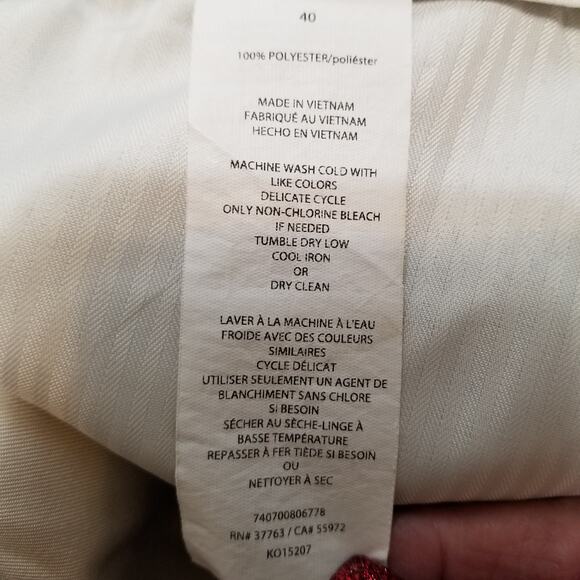 40
100% POLYESTER/poliéster
MADE IN VIETNAM
FABRIQUÉ AU VIETNAM
HECHO EN VIETNAM
MACHINE WASH COLD WITH
LIKE COLORS
DELICATE CYCLE
ONLY NON-CHLORINE BLEACH
IF NEEDED
TUMBLE DRY LOW
COOL IRON
OR
DRY CLEAN
LAVER À LA MACHINE À L'EAU
FROIDE AVEC DES COULEURS
SIMILAIRES
CYCLE DÉLICAT
UTILISER SEULEMENT UN AGENT DE
BLANCHIMENT SANS CHLORE
SI BESOIN
SÉCHER AU SÈCHE-LINGE À
BASSE TEMPÉRATURE
REPASSER À FER TIÈDE SI BESOIN
OU
NETTOYER À SEC
740700806778
RN# 37763 / CA# 55972
KO15207